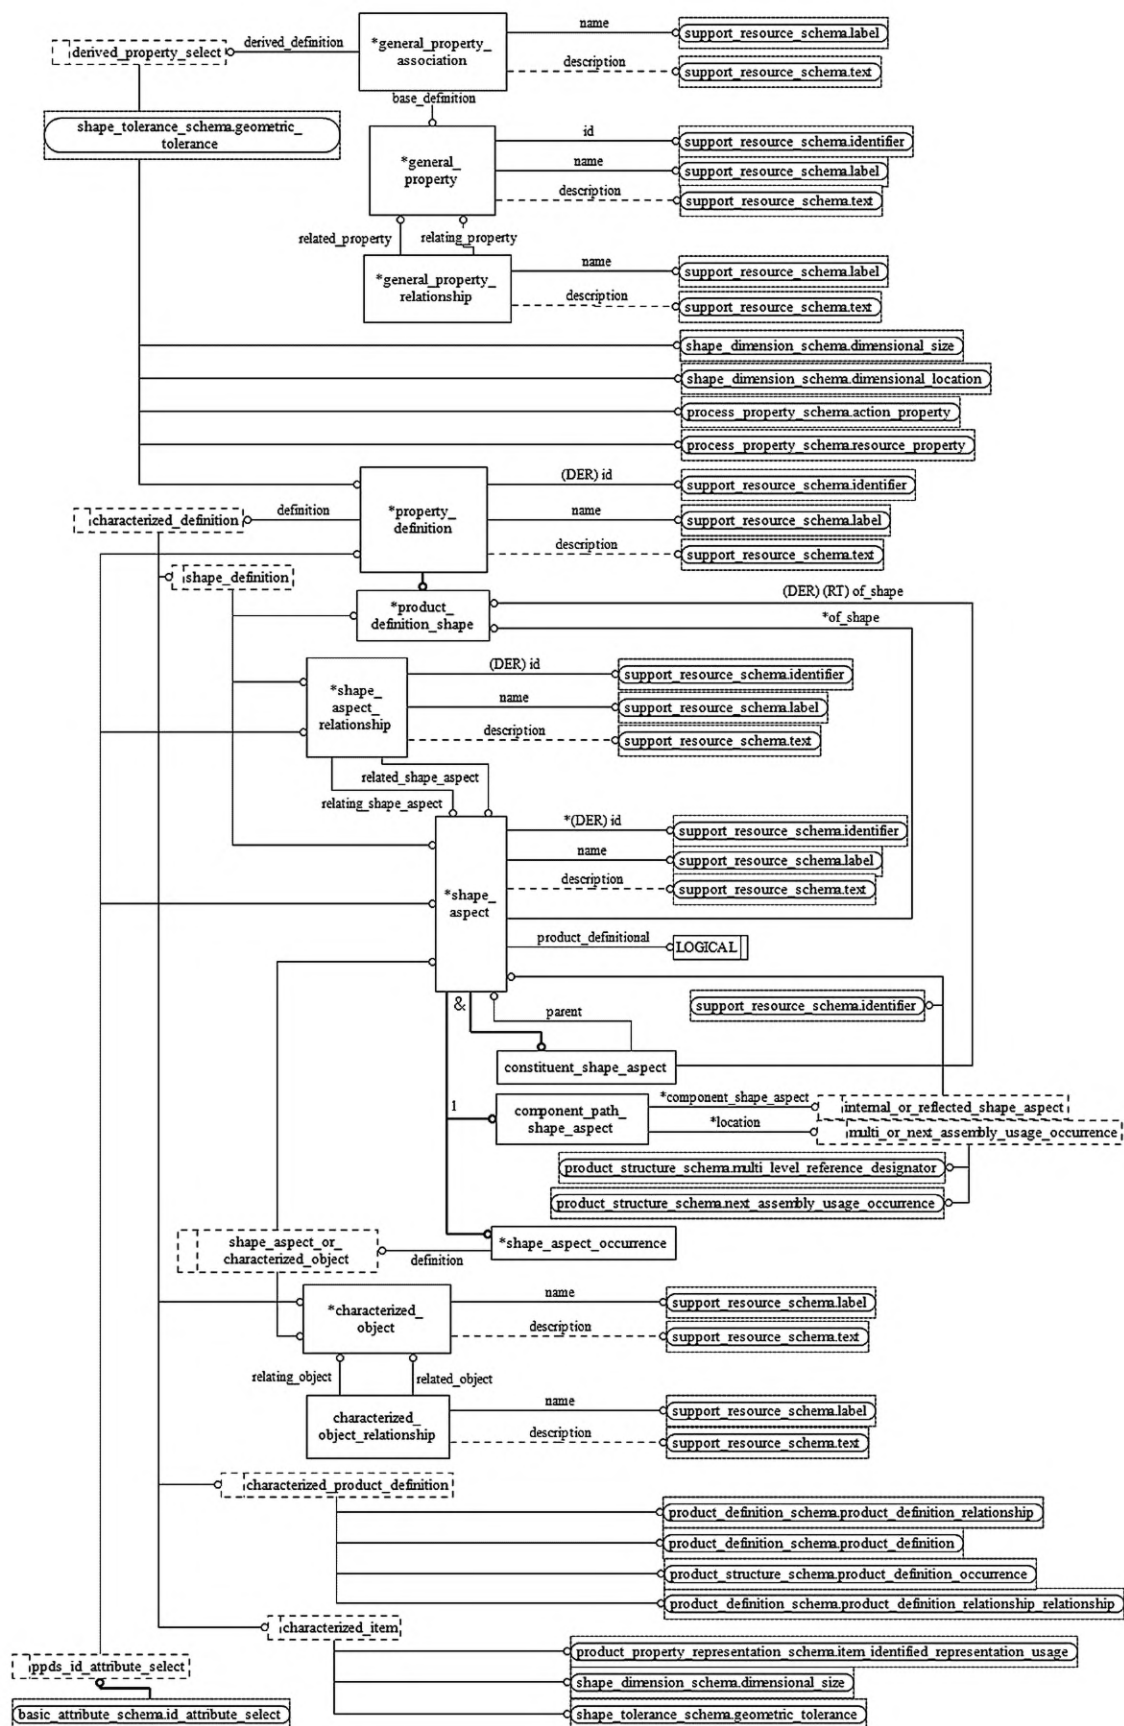 name
support_resource_schema.label
derived_property_select
derived_definition
*general_property_
association
description
support_resource_schema.text
base_definition
shape_tolerance_schema.geometric_
tolerance
id
support_resource_schema.identifier
*general_
property
name
support_resource_schema.label
description
support_resource_schema.text
related_property
relating_property
*general_property_
relationship
name
support_resource_schema.label
description
support_resource_schema.text
shape_dimension_schema.dimensional_size
shape_dimension_schema.dimensional_location
process_property_schema.action_property
process_property_schema.resource_property
(DER) id
support_resource_schema.identifier
characterized_definition
definition
*property_
definition
name
support_resource_schema.label
description
support_resource_schema.text
shape_definition
*product_
definition_shape
(DER) (RT) of_shape
*of_shape
(DER) id
support_resource_schema.identifier
*shape_
aspect_
relationship
name
support_resource_schema.label
description
support_resource_schema.text
related_shape_aspect
relating_shape_aspect
*(DER) id
support_resource_schema.identifier
name
support_resource_schema.label
description
support_resource_schema.text
*shape_
aspect
product_definitional
LOGICAL
&
support_resource_schema.identifier
parent
constituent_shape_aspect
1
component_path_
shape_aspect
*component_shape_aspect
internal_or_reflected_shape_aspect
*location
multi_or_next_assembly_usage_occurrence
product_structure_schema.multi_level_reference_designator
product_structure_schema.next_assembly_usage_occurrence
shape_aspect_or_
characterized_object
definition
*shape_aspect_occurrence
*characterized_
object
name
support_resource_schema.label
description
support_resource_schema.text
relating_object
related_object
characterized_
object_relationship
name
support_resource_schema.label
description
support_resource_schema.text
characterized_product_definition
product_definition_schema.product_definition_relationship
product_definition_schema.product_definition
product_structure_schema.product_definition_occurrence
product_definition_schema.product_definition_relationship_relationship
characterized_item
product_property_representation_schema.item_identified_representation_usage
ppds_id_attribute_select
shape_dimension_schema.dimensional_size
basic_attribute_schema.id_attribute_select
shape_tolerance_schema.geometric_tolerance